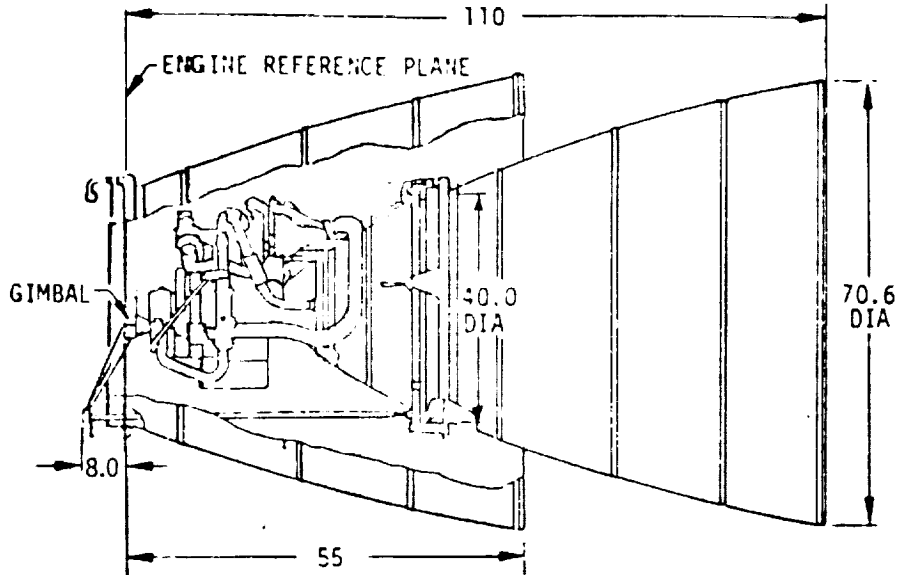 110
ENGINE REFERENCE PLANE
GIMBAL
40.0
DIA
70.6
DIA
8.0
55